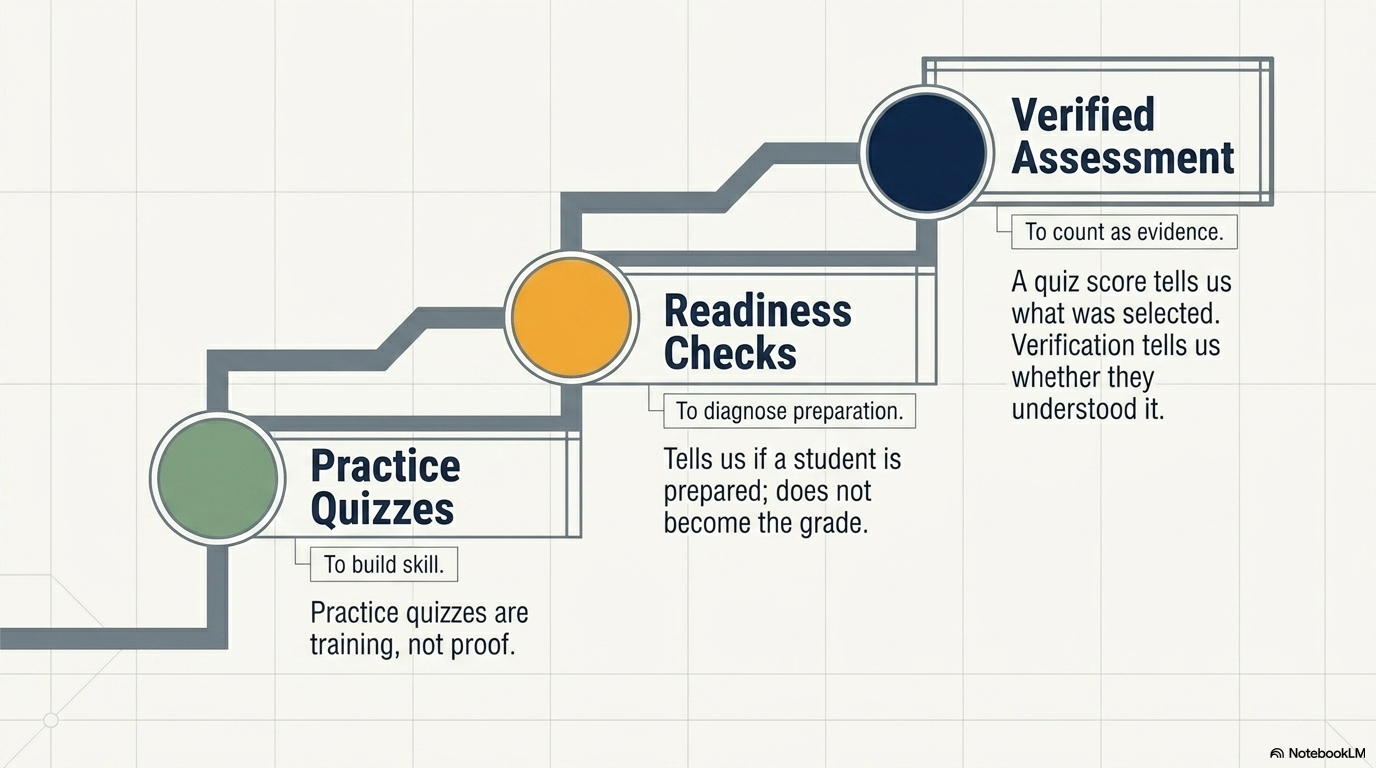 Verified
Assessment
To count as evidence.
A quiz score tells us
what was selected.
Verification tells us
whether they
understood it.
Readiness
Checks
To diagnose preparation.
Tells us if a student is
prepared; does not
become the grade.
Practice
Quizzes
To build skill.
Practice quizzes are
training, not proof.
NotebookLM